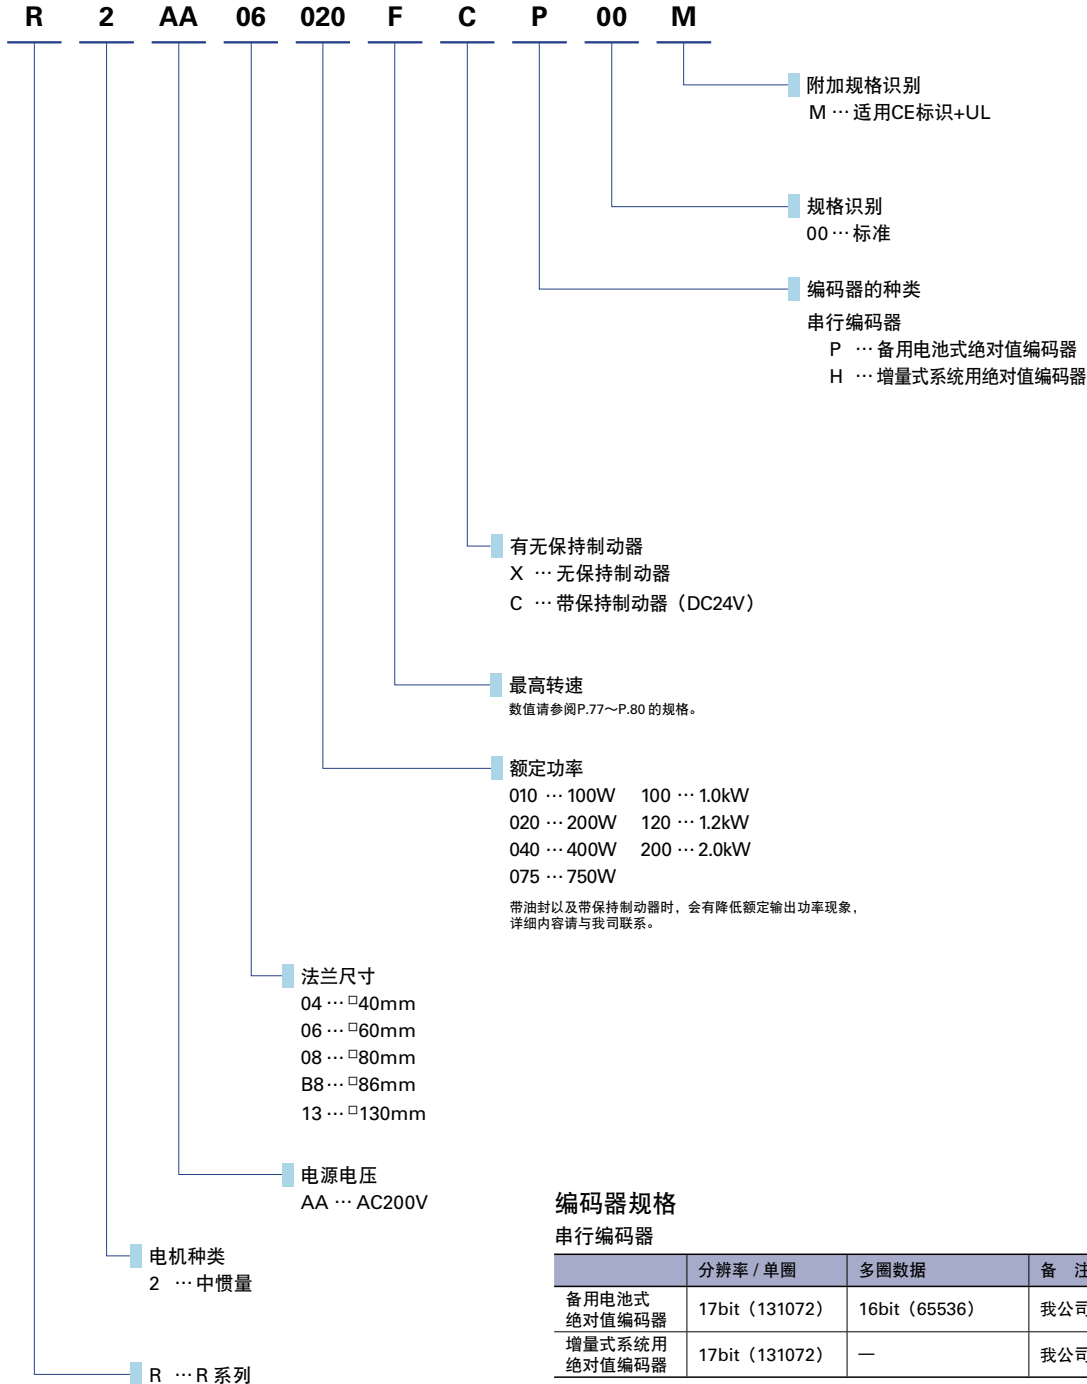 R 2 AA 06 020 F C P 00 M
附加规格识别
M … 适用CE标识+UL
规格识别
00 … 标准
编码器的种类
串行编码器
P … 备用电池式绝对值编码器
H … 增量式系统用绝对值编码器
有无保持制动器
X … 无保持制动器
C … 带保持制动器（DC24V）
最高转速
数值请参阅P.77～P.80 的规格。
额定功率
010 … 100W 100 … 1.0kW
020 … 200W 120 … 1.2kW
040 … 400W 200 … 2.0kW
075 … 750W
带油封以及带保持制动器时，会有降低额定输出功率现象，
详细内容请与我司联系。
法兰尺寸
04 … □40mm
06 … □60mm
08 … □80mm
B8 … □86mm
13 … □130mm
电源电压
AA … AC200V
电机种类
2 … 中惯量
R … R 系列
编码器规格
串行编码器
分辨率 / 单圈 多圈数据 备 注
备用电池式
绝对值编码器 17bit（131072） 16bit（65536） 我公司
增量式系统用
绝对值编码器 17bit（131072） — 我公司